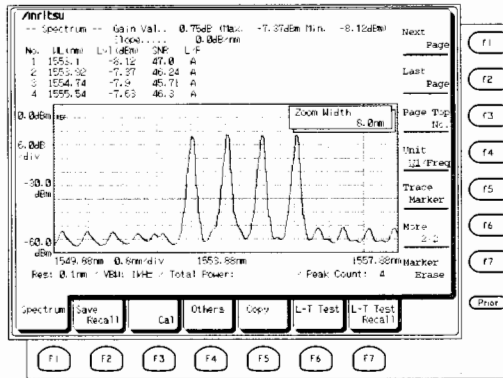 Anritsu
-- Spectrum -- Gain Val.. 0.75dB (Max. -7.37dBm Min. -8.12dBm)
Slope..... 0.0dB/nm
No. WL(nm) Lvl(dBm) SNR L-F
1 1553.1 -8.12 47.0 A
2 1553.92 -7.37 46.24 A
3 1554.74 -7.9 45.71 A
4 1555.54 -7.63 46.3 A
Next
Page
Last
Page
Page Top
No.
Unit
Wl/Freq
Trace
Marker
More
2-2
Marker
Erase
0.0dBm REF
6.0dB
/div
-30.0
dBm
-60.0
dBm
Zoom Width
8.0nm
1549.88nm 0.8nm/div 1553.88nm 1557.88nm
Res: 0.1nm / VBW: 1kHz / Total Power: / Peak Count: 4
Spectrum
Save
Recall
Cal
Others
Copy
L-T Test
L-T Test
Recall
f1
f2
f3
f4
f5
f6
f7
Prior
F1 F2 F3 F4 F5 F6 F7